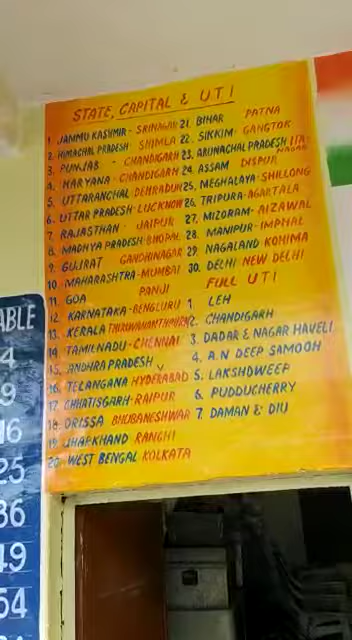 STATE, CAPITAL & UTI
1. JAMMU KASHMIR - SRINAGAR
2. HIMACHAL PRADESH SHIMLA
3. PUNJAB - CHANDIGARH
4. HARYANA - CHANDIGARH
5. UTTARANCHAL DEHRADUN
6. UTTAR PRADESH - LUCKNOW
7. RAJASTHAN - JAIPUR
8. MADHYA PRADESH - BHOPAL
9. GUJRAT GANDHINAGAR
10. MAHARASHTRA - MUMBAI
11. GOA PANJI
12. KARNATAKA - BENGLURU
13. KERALA THIRUVANANTHMPURM
14. TAMILNADU - CHENNAI
15. ANDHRA PRADESH
16. TELANGANA HYDERABAD
17. CHHATISGARH - RAIPUR
18. ORISSA BHUBANESHWAR
19. JHARKHAND RANCHI
20. WEST BENGAL KOLKATA
21. BIHAR PATNA
22. SIKKIM - GANGTOK
23. ARUNACHAL PRADESH ITA-
NAGAR
24. ASSAM DISPUR
25. MEGHALAYA - SHILLONG
26. TRIPURA - AGARTALA
27. MIZORAM - AIZAWAL
28. MANIPUR - IMPHAL
29. NAGALAND KOHIMA
30. DELHI NEW DELHI
FULL UTI
1. LEH
2. CHANDIGARH
3. DADAR & NAGAR HAVELI
4. A.N DEEP SAMOOH
5. LAKSHDWEEP
6. PUDDUCHERRY
7. DAMAN & DIU
ABLE
4
9
16
25
36
49
64